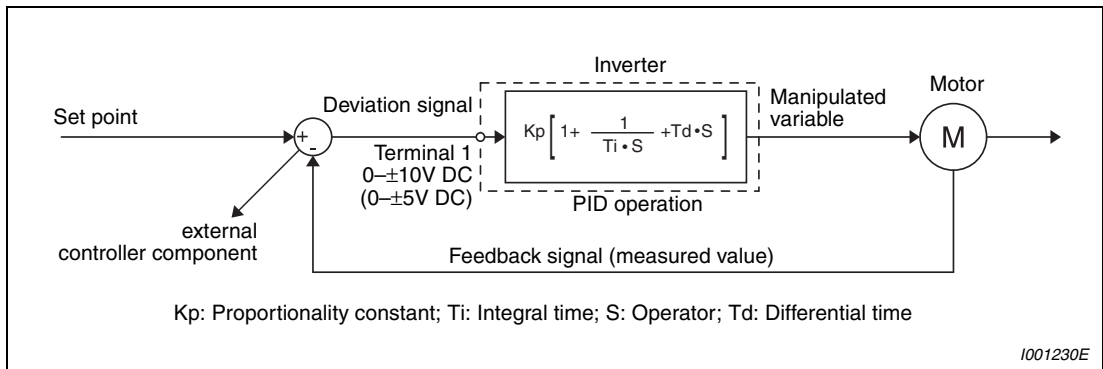 Inverter
Motor
Set point
Deviation signal
Manipulated
variable
+
-
Kp [ 1+ 1 / Ti • S +Td • S ]
M
Terminal 1
0–±10V DC
(0–±5V DC)
PID operation
external
controller component
Feedback signal (measured value)
Kp: Proportionality constant; Ti: Integral time; S: Operator; Td: Differential time
I001230E